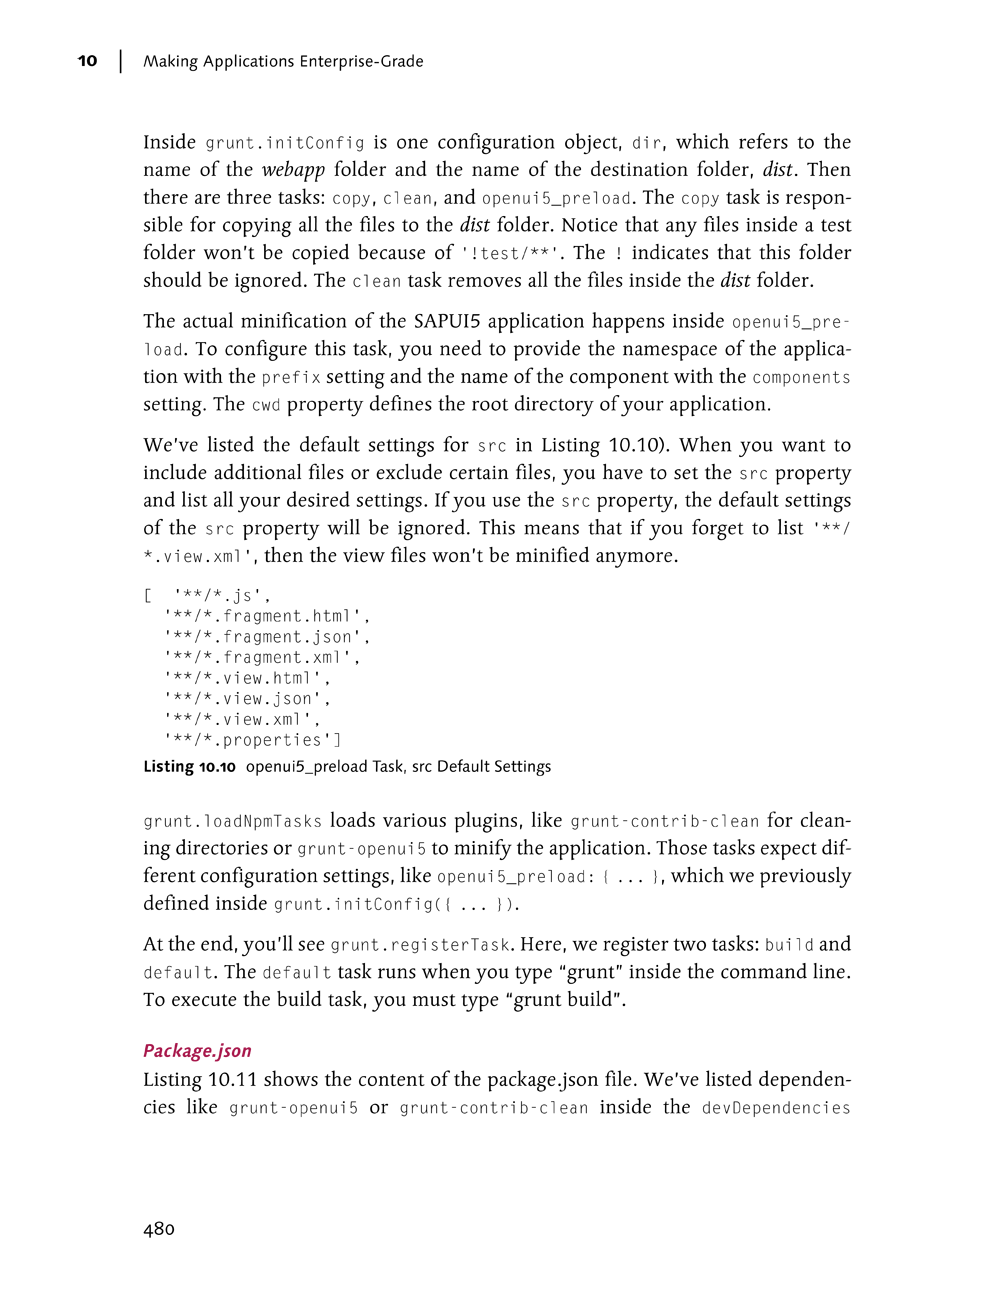 10 | Making Applications Enterprise-Grade
Inside grunt.initConfig is one configuration object, dir, which refers to the
name of the webapp folder and the name of the destination folder, dist. Then
there are three tasks: copy, clean, and openui5_preload. The copy task is respon-
sible for copying all the files to the dist folder. Notice that any files inside a test
folder won’t be copied because of '!test/**'. The ! indicates that this folder
should be ignored. The clean task removes all the files inside the dist folder.
The actual minification of the SAPUI5 application happens inside openui5_pre-
load. To configure this task, you need to provide the namespace of the applica-
tion with the prefix setting and the name of the component with the components
setting. The cwd property defines the root directory of your application.
We’ve listed the default settings for src in Listing 10.10). When you want to
include additional files or exclude certain files, you have to set the src property
and list all your desired settings. If you use the src property, the default settings
of the src property will be ignored. This means that if you forget to list '**/
*.view.xml', then the view files won’t be minified anymore.
[ '**/*.js',
'**/*.fragment.html',
'**/*.fragment.json',
'**/*.fragment.xml',
'**/*.view.html',
'**/*.view.json',
'**/*.view.xml',
'**/*.properties']
Listing 10.10 openui5_preload Task, src Default Settings
grunt.loadNpmTasks loads various plugins, like grunt-contrib-clean for clean-
ing directories or grunt-openui5 to minify the application. Those tasks expect dif-
ferent configuration settings, like openui5_preload: { ... }, which we previously
defined inside grunt.initConfig({ ... }).
At the end, you’ll see grunt.registerTask. Here, we register two tasks: build and
default. The default task runs when you type “grunt” inside the command line.
To execute the build task, you must type “grunt build”.
Package.json
Listing 10.11 shows the content of the package.json file. We’ve listed dependen-
cies like grunt-openui5 or grunt-contrib-clean inside the devDependencies
480